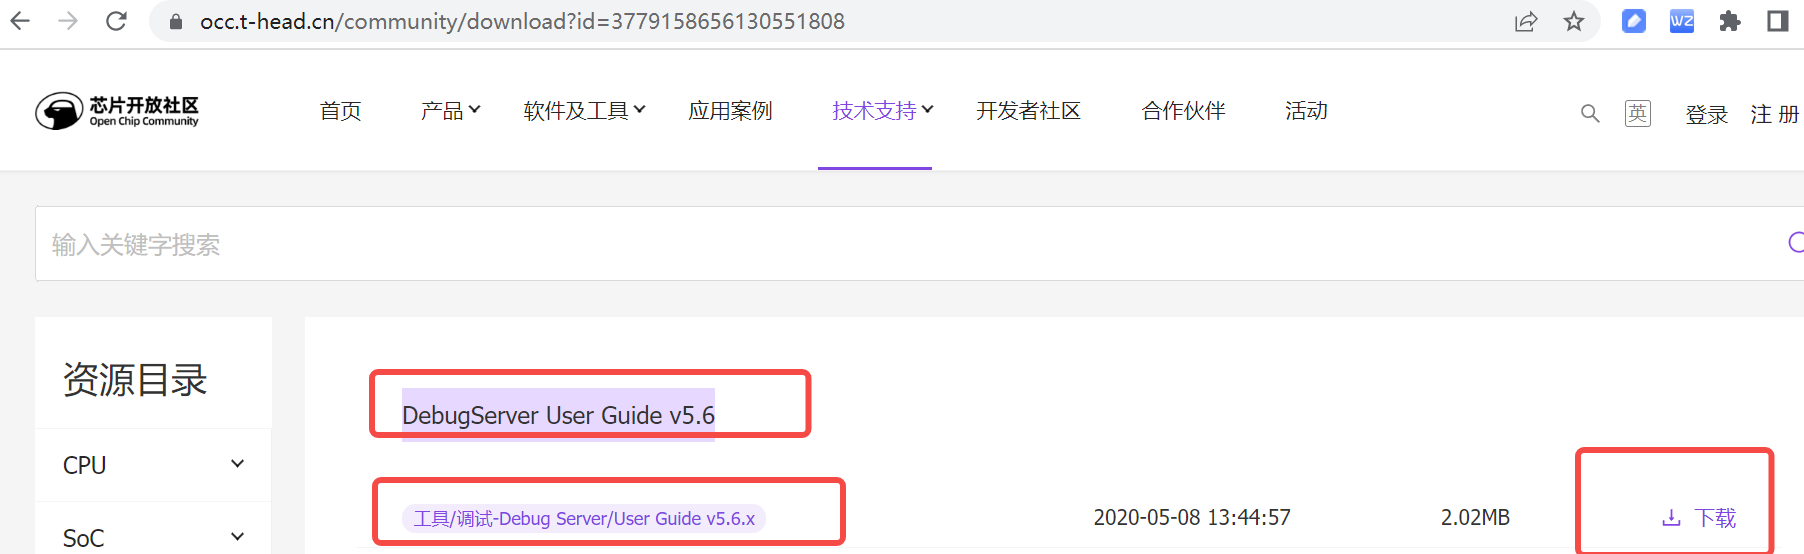 occ.t-head.cn/community/download?id=3779158656130551808
WZ
芯片开放社区
Open Chip Community
首页 产品 软件及工具 应用案例 技术支持 开发者社区 合作伙伴 活动 英 登录 注 册
输入关键字搜索
资源目录
DebugServer User Guide v5.6
CPU
工具/调试-Debug Server/User Guide v5.6.x 2020-05-08 13:44:57 2.02MB 下载
SoC